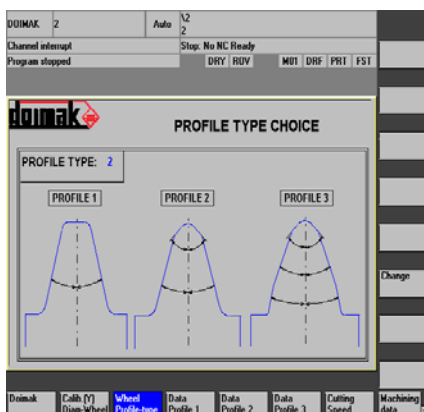 DOIMAK 2 Auto \2
2
Channel interrupt Stop: No NC Ready
Program stopped DRY ROV M01 DRF PRT FST
doimak
PROFILE TYPE CHOICE
PROFILE TYPE: 2
PROFILE 1 PROFILE 2 PROFILE 3
Change
Doimak Calib.(Y) Wheel Data Data Data Cutting Machining
Diam-Wheel Profile-type Profile 1 Profile 2 Profile 3 Speed data